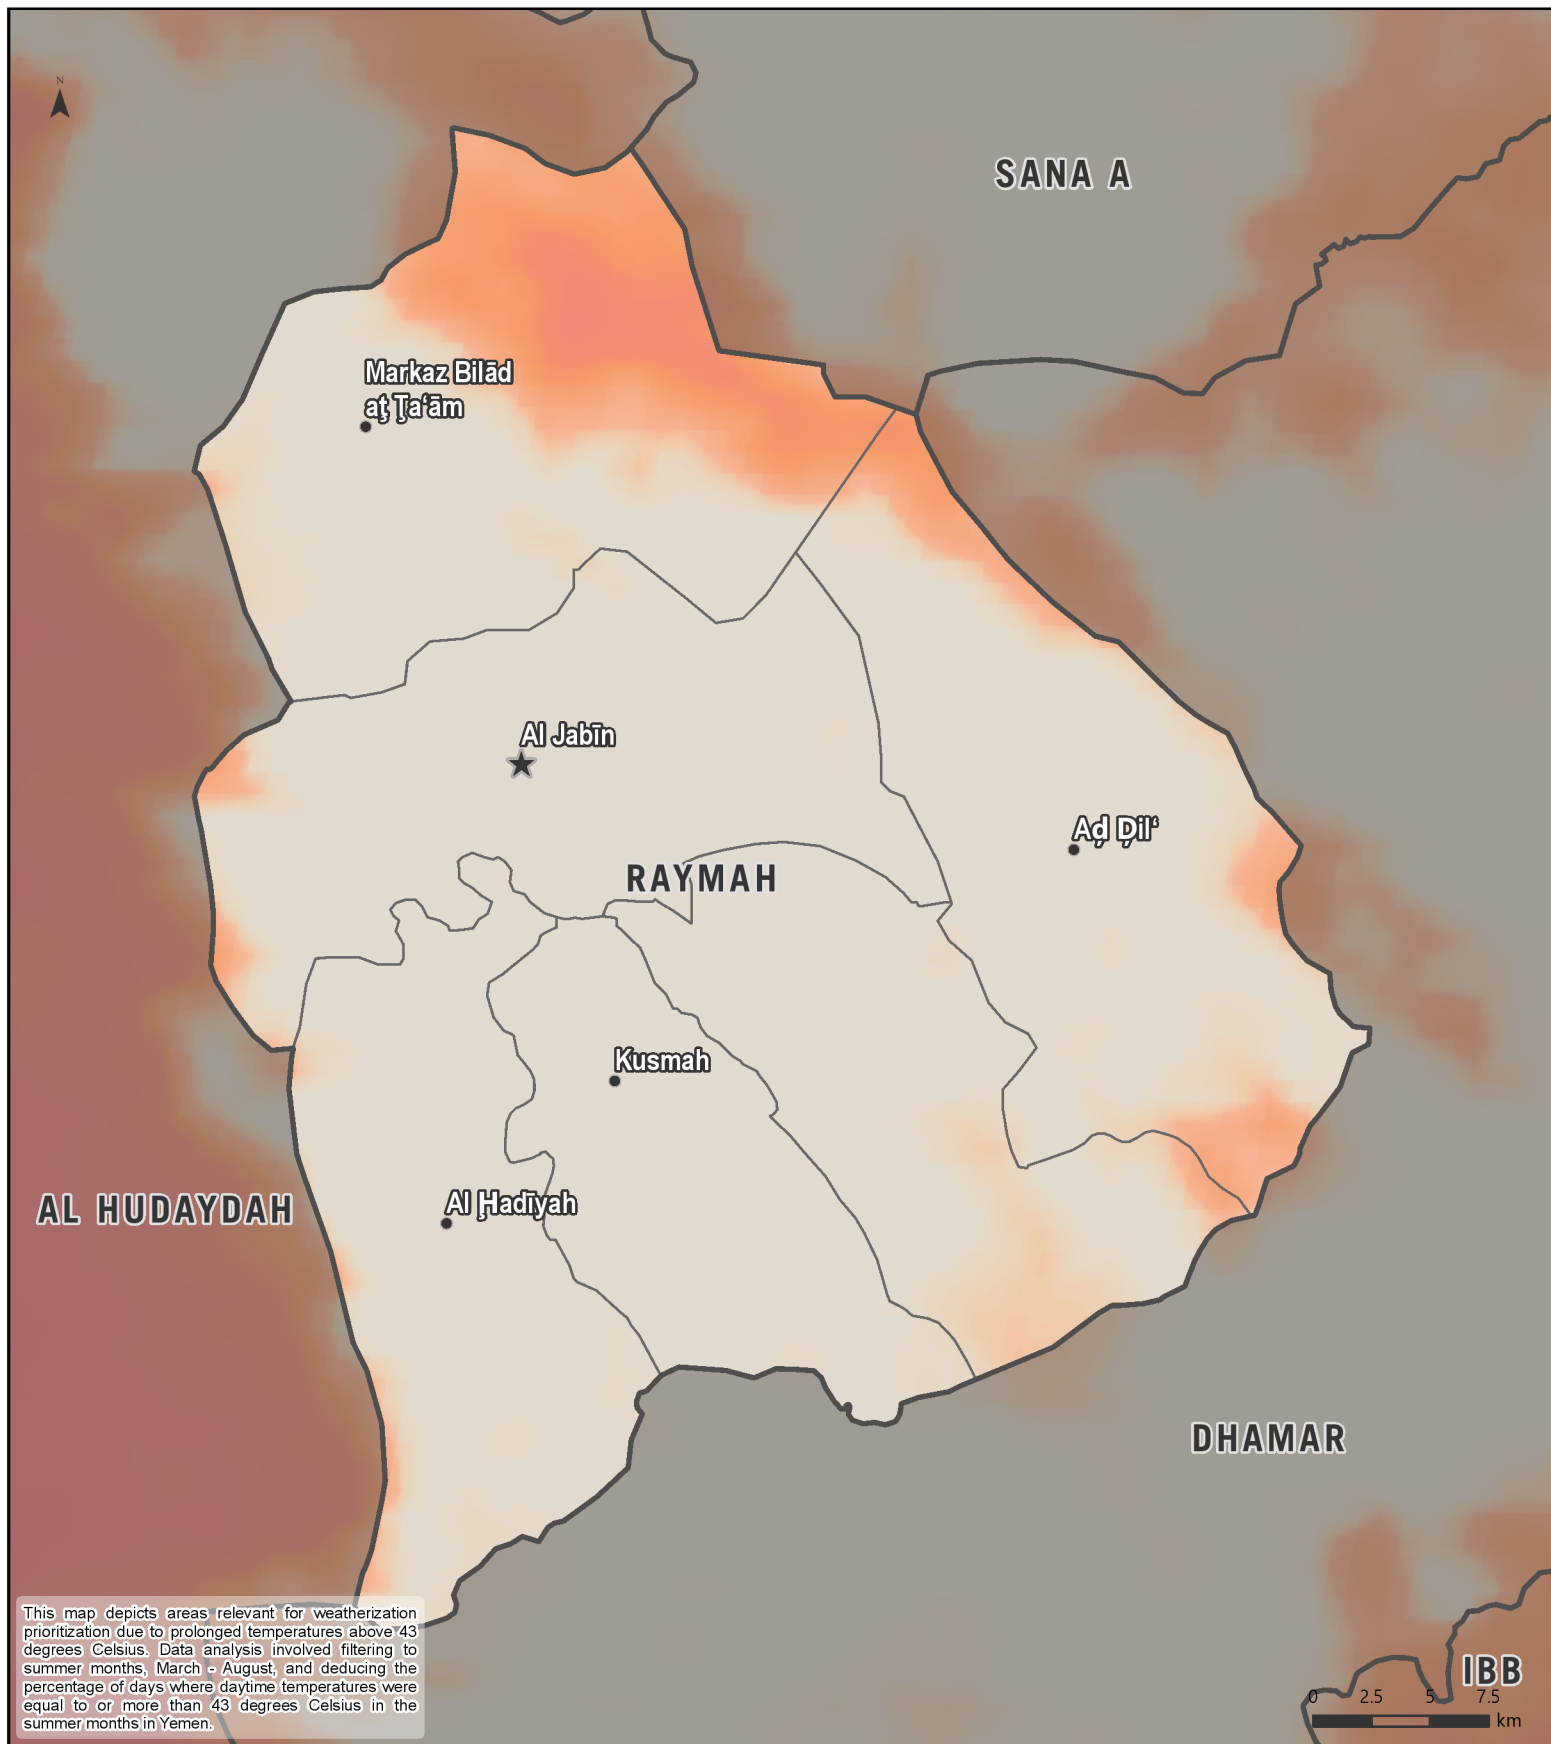 N
SANA A
Markaz Bilād
aţ Ţa‘ām
Al Jabīn
Aḑ Ḑil‘
RAYMAH
Kusmah
Al Ḩadīyah
AL HUDAYDAH
DHAMAR
This map depicts areas relevant for weatherization
prioritization due to prolonged temperatures above 43
degrees Celsius. Data analysis involved filtering to
summer months, March - August, and deducing the
percentage of days where daytime temperatures were
equal to or more than 43 degrees Celsius in the
summer months in Yemen.
IBB
0 2.5 5 7.5
km